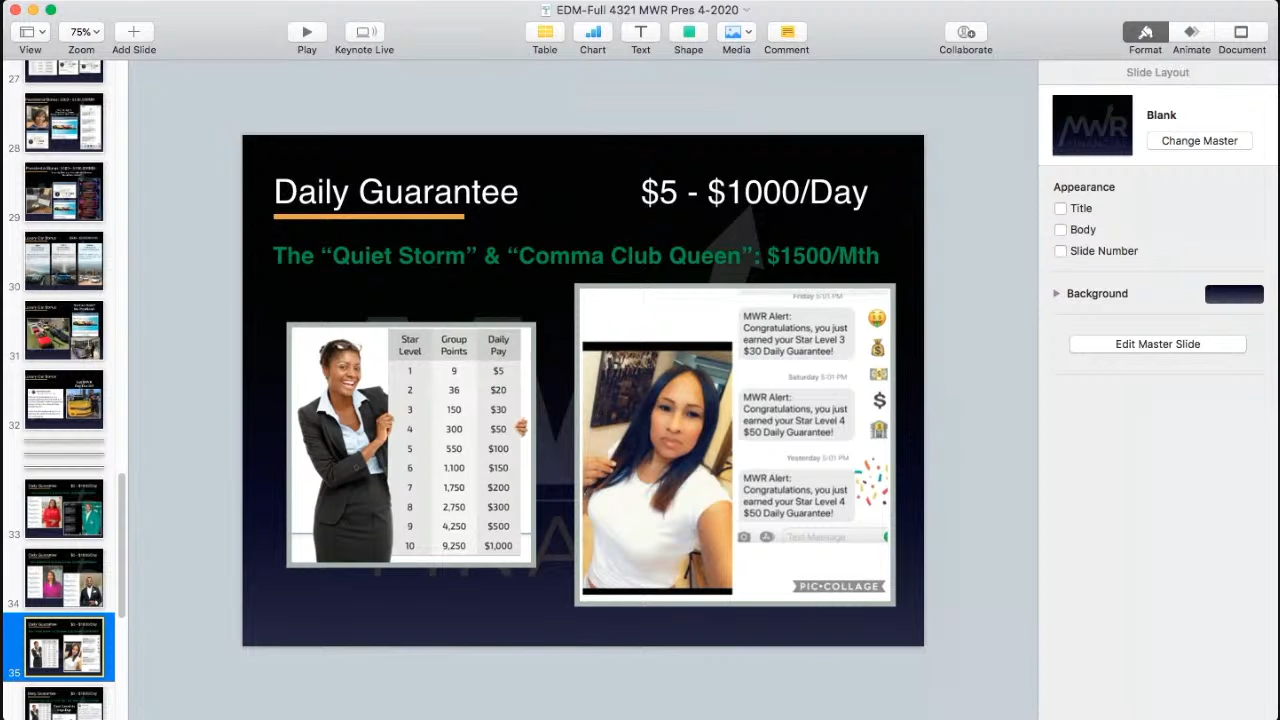 EDM-Full 4321 MWR Pres 4-2020
75%
View
Zoom
Add Slide
Play
Keynote Live
Table
Chart
Text
Shape
Media
Comment
Collaborate
Format
Animate
Document
27
28
29
30
31
32
33
34
35
Daily Guarantee $5 - $1000/Day
The “Quiet Storm” & “Comma Club Queen”: $1500/Mth
Star Level Group Points Daily Pay
1 9 $5
2 36
3 150 $30
4 300 $50
5 550 $100
6 1,100 $150
7 1,750 $200
8 2,750 $300
9 4,250 $500
10
Friday 5:01 PM
MWR Alert:
Congratulations, you just
earned your Star Level 3
$30 Daily Guarantee!
Saturday 5:01 PM
MWR Alert:
Congratulations, you just
earned your Star Level 4
$50 Daily Guarantee!
Yesterday 5:01 PM
MWR Alert:
Congratulations, you just
earned your Star Level 4
$50 Daily Guarantee!
Text Message
PIC•COLLAGE
Slide Layout
MWR
Blank
Change Master
Appearance
Title
Body
Slide Number
Background
Edit Master Slide